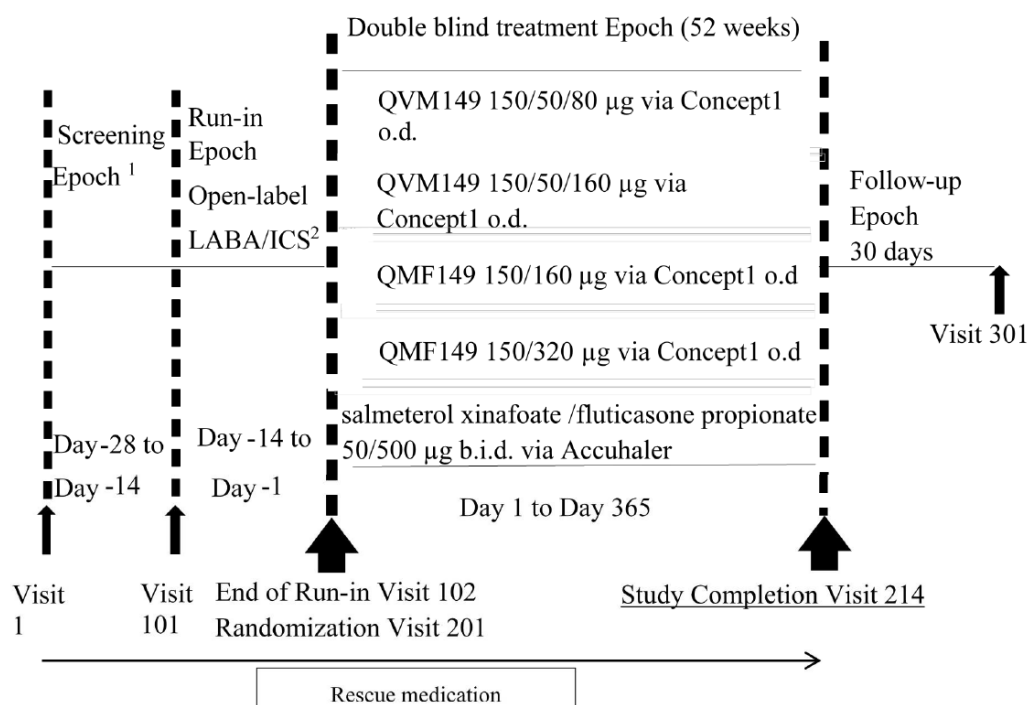 Double blind treatment Epoch (52 weeks)
Screening
Epoch 1
Run-in
Epoch
Open-label
LABA/ICS2
QVM149 150/50/80 µg via Concept1
o.d.
QVM149 150/50/160 µg via
Concept1 o.d.
QMF149 150/160 µg via Concept1 o.d
QMF149 150/320 µg via Concept1 o.d
salmeterol xinafoate /fluticasone propionate
50/500 µg b.i.d. via Accuhaler
Follow-up
Epoch
30 days
Visit 301
Day -28 to
Day -14
Day -14 to
Day -1
Day 1 to Day 365
Visit
1
Visit
101
End of Run-in Visit 102
Randomization Visit 201
Study Completion Visit 214
Rescue medication